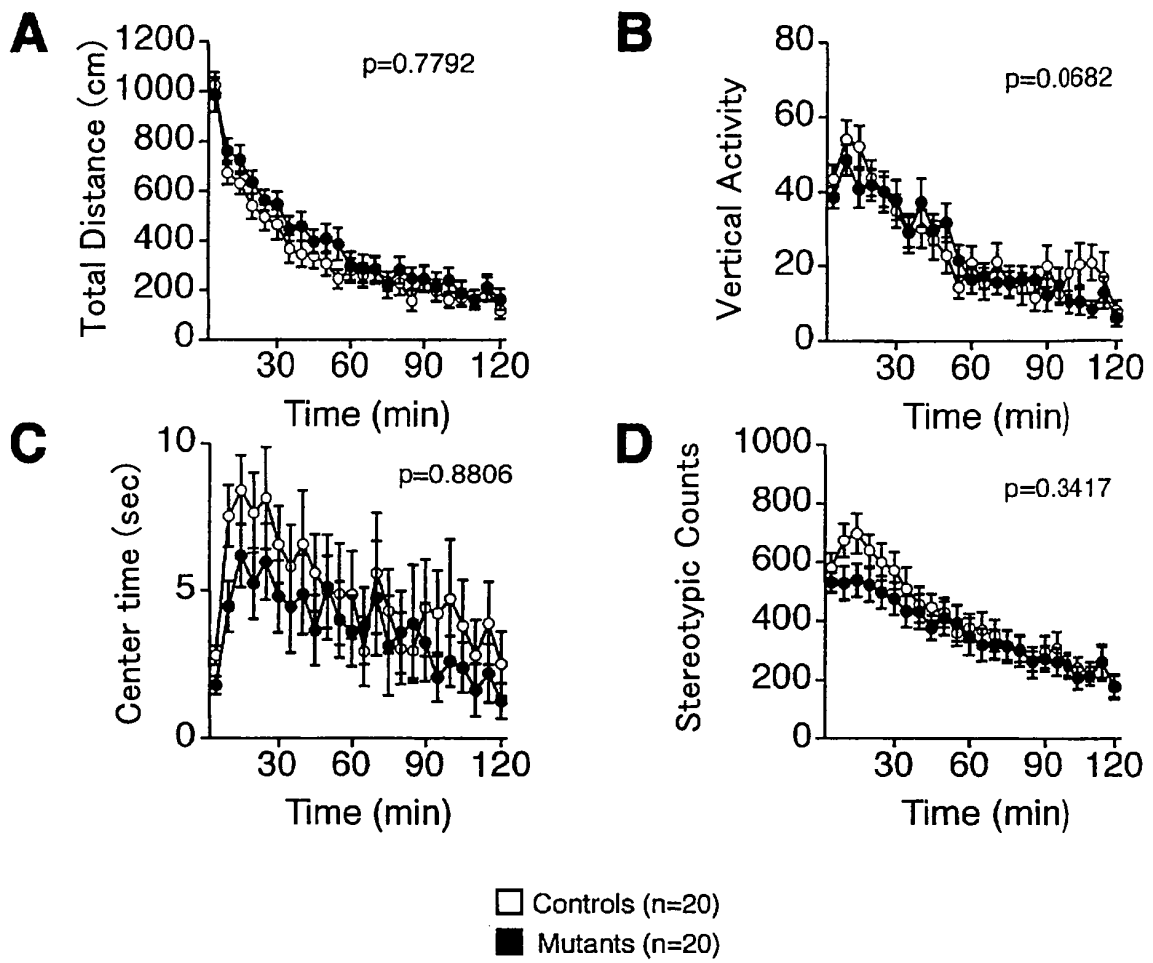 A
Total Distance (cm)
1200
1000
800
600
400
200
0
p=0.7792
30 60 90 120
Time (min)
B
Vertical Activity
80
60
40
20
0
p=0.0682
30 60 90 120
Time (min)
C
Center time (sec)
10
5
0
p=0.8806
30 60 90 120
Time (min)
D
Stereotypic Counts
1000
800
600
400
200
0
p=0.3417
30 60 90 120
Time (min)
Controls (n=20)
Mutants (n=20)